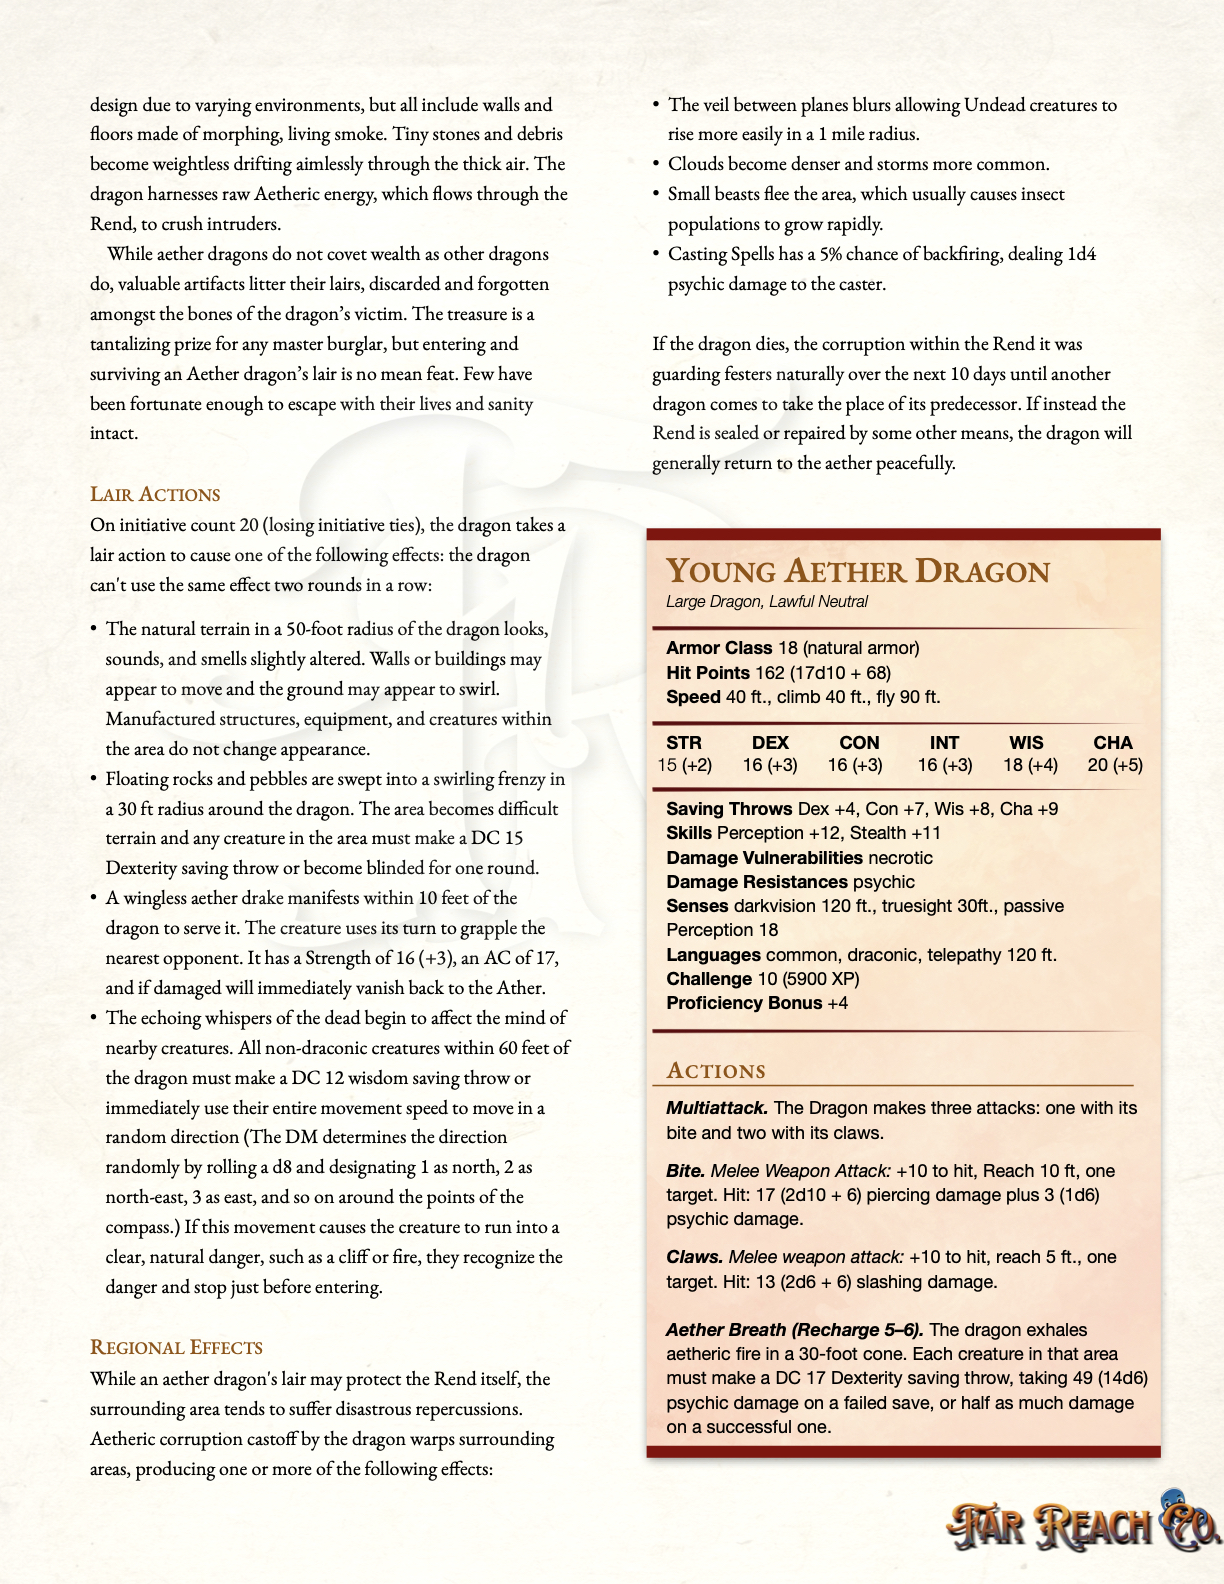 design due to varying environments, but all include walls and
floors made of morphing, living smoke. Tiny stones and debris
become weightless drifting aimlessly through the thick air. The
dragon harnesses raw Aetheric energy, which flows through the
Rend, to crush intruders.
While aether dragons do not covet wealth as other dragons
do, valuable artifacts litter their lairs, discarded and forgotten
amongst the bones of the dragon’s victim. The treasure is a
tantalizing prize for any master burglar, but entering and
surviving an Aether dragon’s lair is no mean feat. Few have
been fortunate enough to escape with their lives and sanity
intact.
Lair Actions
On initiative count 20 (losing initiative ties), the dragon takes a
lair action to cause one of the following effects: the dragon
can't use the same effect two rounds in a row:
• The natural terrain in a 50-foot radius of the dragon looks,
sounds, and smells slightly altered. Walls or buildings may
appear to move and the ground may appear to swirl.
Manufactured structures, equipment, and creatures within
the area do not change appearance.
• Floating rocks and pebbles are swept into a swirling frenzy in
a 30 ft radius around the dragon. The area becomes difficult
terrain and any creature in the area must make a DC 15
Dexterity saving throw or become blinded for one round.
• A wingless aether drake manifests within 10 feet of the
dragon to serve it. The creature uses its turn to grapple the
nearest opponent. It has a Strength of 16 (+3), an AC of 17,
and if damaged will immediately vanish back to the Ather.
• The echoing whispers of the dead begin to affect the mind of
nearby creatures. All non-draconic creatures within 60 feet of
the dragon must make a DC 12 wisdom saving throw or
immediately use their entire movement speed to move in a
random direction (The DM determines the direction
randomly by rolling a d8 and designating 1 as north, 2 as
north-east, 3 as east, and so on around the points of the
compass.) If this movement causes the creature to run into a
clear, natural danger, such as a cliff or fire, they recognize the
danger and stop just before entering.
Regional Effects
While an aether dragon's lair may protect the Rend itself, the
surrounding area tends to suffer disastrous repercussions.
Aetheric corruption castoff by the dragon warps surrounding
areas, producing one or more of the following effects:
• The veil between planes blurs allowing Undead creatures to
rise more easily in a 1 mile radius.
• Clouds become denser and storms more common.
• Small beasts flee the area, which usually causes insect
populations to grow rapidly.
• Casting Spells has a 5% chance of backfiring, dealing 1d4
psychic damage to the caster.
If the dragon dies, the corruption within the Rend it was
guarding festers naturally over the next 10 days until another
dragon comes to take the place of its predecessor. If instead the
Rend is sealed or repaired by some other means, the dragon will
generally return to the aether peacefully.
Young Aether Dragon
Large Dragon, Lawful Neutral
Armor Class 18 (natural armor)
Hit Points 162 (17d10 + 68)
Speed 40 ft., climb 40 ft., fly 90 ft.
STR DEX CON INT WIS CHA
15 (+2) 16 (+3) 16 (+3) 16 (+3) 18 (+4) 20 (+5)
Saving Throws Dex +4, Con +7, Wis +8, Cha +9
Skills Perception +12, Stealth +11
Damage Vulnerabilities necrotic
Damage Resistances psychic
Senses darkvision 120 ft., truesight 30ft., passive
Perception 18
Languages common, draconic, telepathy 120 ft.
Challenge 10 (5900 XP)
Proficiency Bonus +4
Actions
Multiattack. The Dragon makes three attacks: one with its
bite and two with its claws.
Bite. Melee Weapon Attack: +10 to hit, Reach 10 ft, one
target. Hit: 17 (2d10 + 6) piercing damage plus 3 (1d6)
psychic damage.
Claws. Melee weapon attack: +10 to hit, reach 5 ft., one
target. Hit: 13 (2d6 + 6) slashing damage.
Aether Breath (Recharge 5–6). The dragon exhales
aetheric fire in a 30-foot cone. Each creature in that area
must make a DC 17 Dexterity saving throw, taking 49 (14d6)
psychic damage on a failed save, or half as much damage
on a successful one.
Far Reach Co.